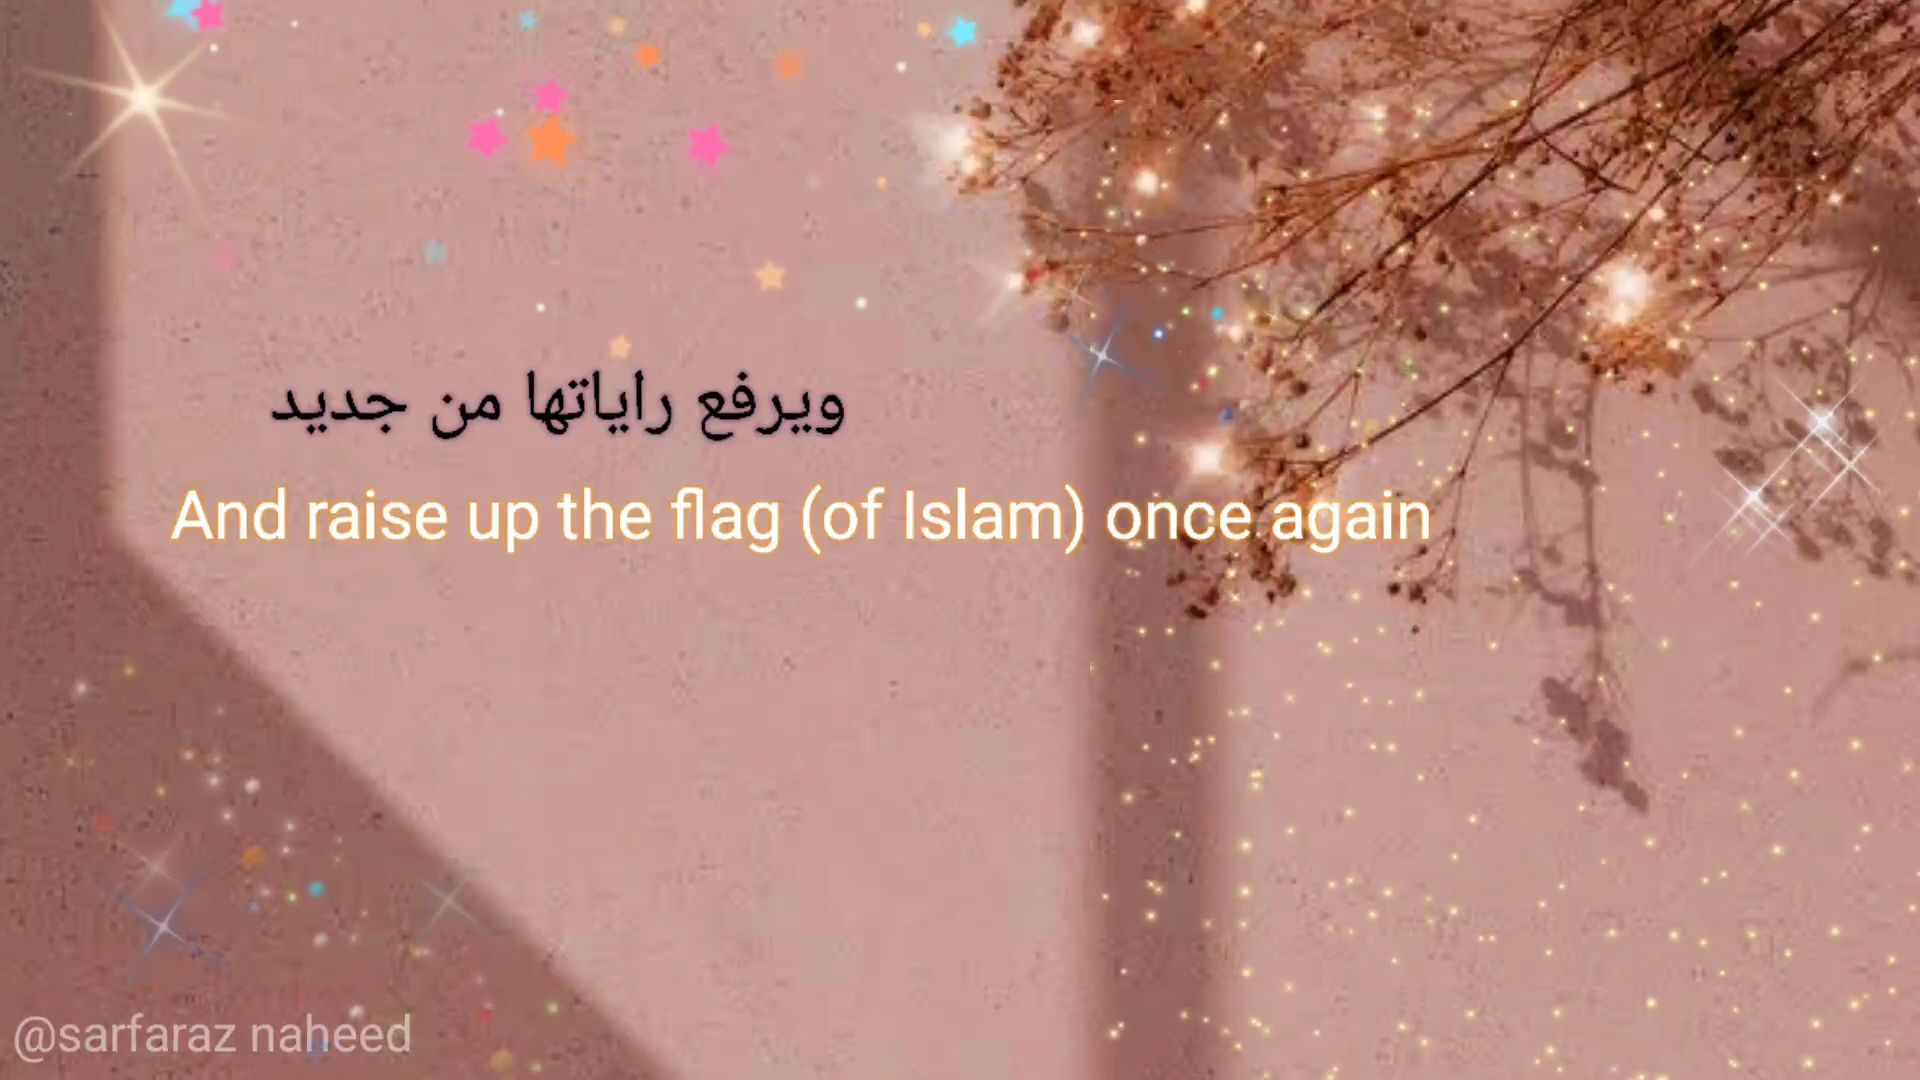 ويرفع راياتها من جديد
And raise up the flag (of Islam) once again
@sarfaraz naheed